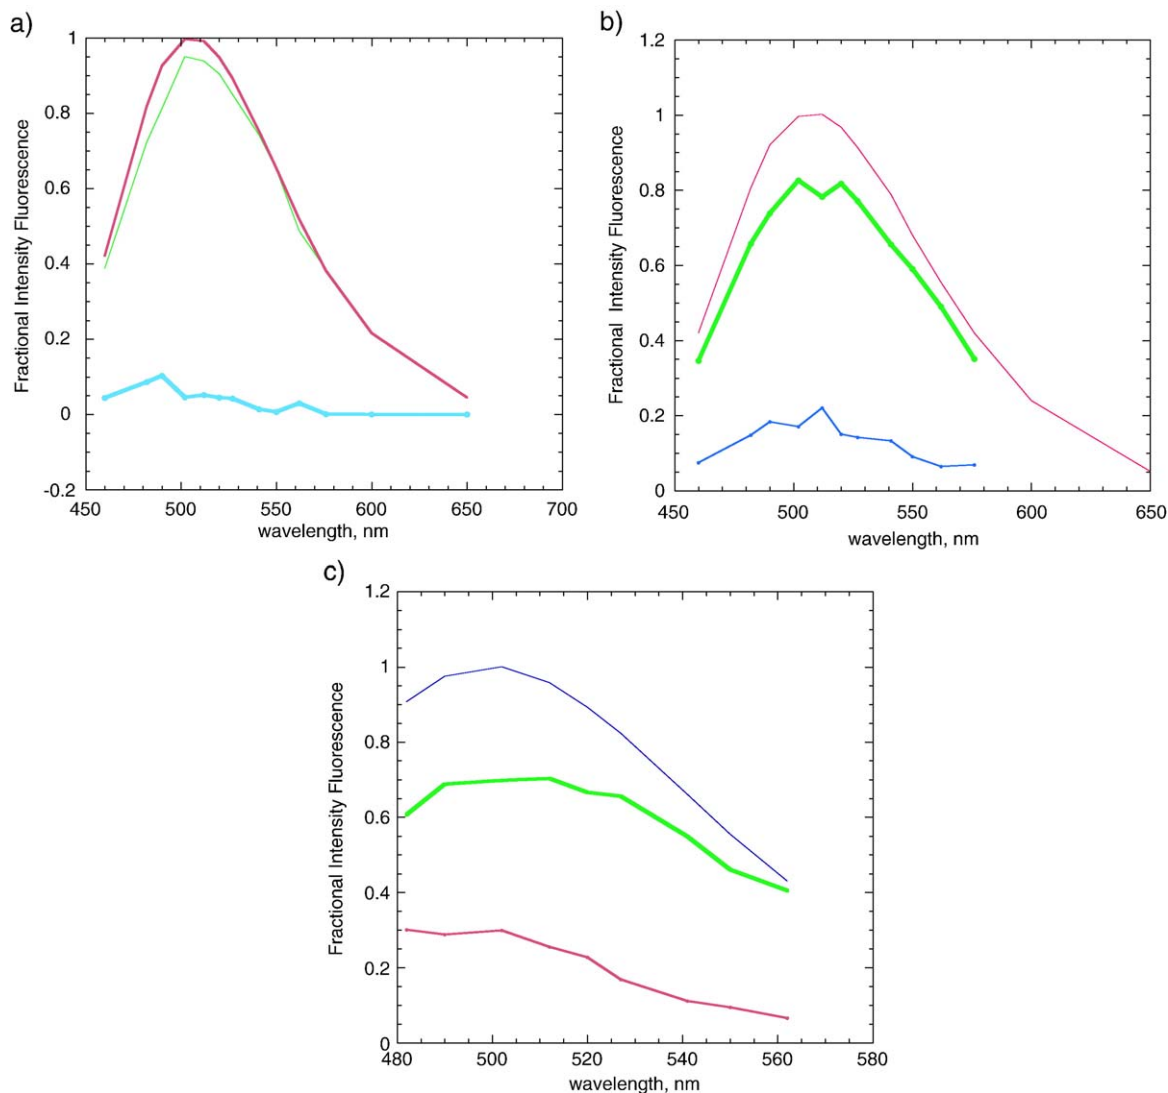 a)
1
0.8
0.6
0.4
0.2
0
-0.2
Fractional Intensity Fluorescence
450 500 550 600 650 700
wavelength, nm
b)
1.2
1
0.8
0.6
0.4
0.2
0
Fractional Intensity Fluorescence
450 500 550 600 650
wavelength, nm
c)
1.2
1
0.8
0.6
0.4
0.2
0
Fractional Intensity Fluorescence
480 500 520 540 560 580
wavelength, nm